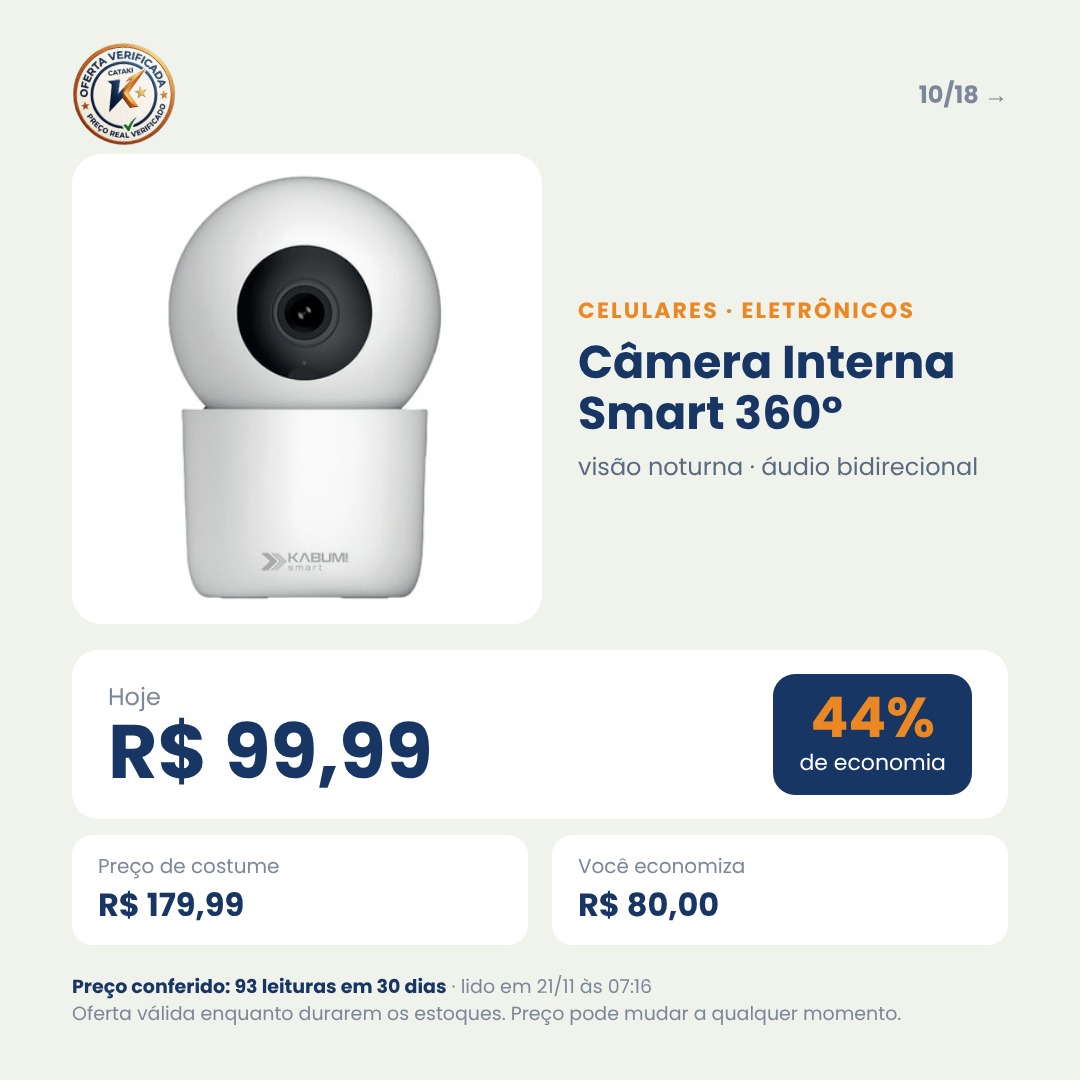 OFERTA VERIFICADA
CATAKI
K
PREÇO REAL VERIFICADO
10/18 →
KABUMI
smart
CELULARES · ELETRÔNICOS
Câmera Interna
Smart 360°
visão noturna · áudio bidirecional
Hoje
R$ 99,99
44%
de economia
Preço de costume
R$ 179,99
Você economiza
R$ 80,00
Preço conferido: 93 leituras em 30 dias · lido em 21/11 às 07:16
Oferta válida enquanto durarem os estoques. Preço pode mudar a qualquer momento.